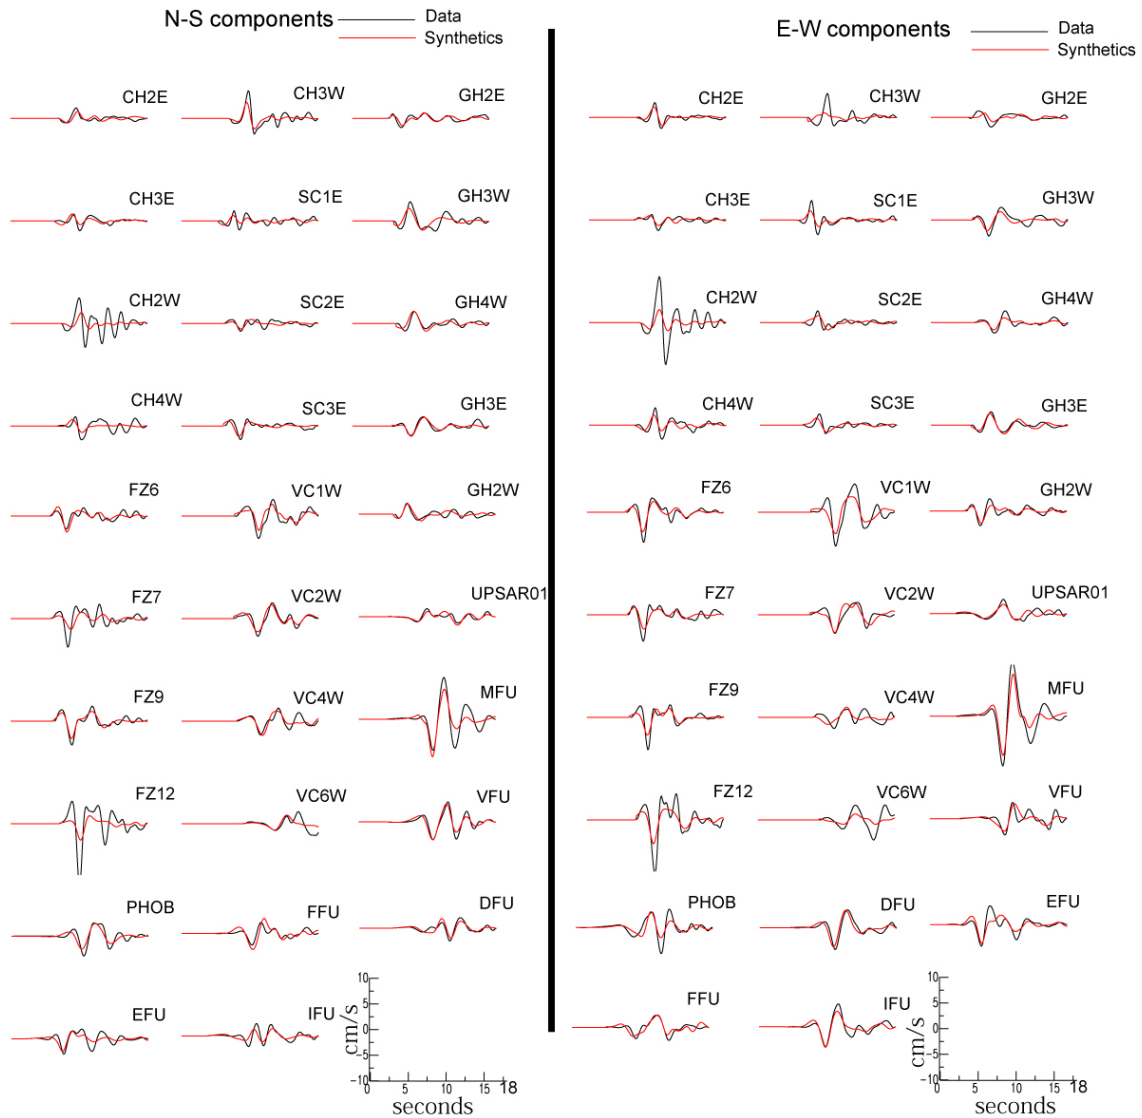 N-S components
Data
Synthetics
CH2E CH3W GH2E
CH3E SC1E GH3W
CH2W SC2E GH4W
CH4W SC3E GH3E
FZ6 VC1W GH2W
FZ7 VC2W UPSAR01
FZ9 VC4W MFU
FZ12 VC6W VFU
PHOB FFU DFU
EFU IFU
10
5
0
-5
-10
cm/s
0 5 10 15 18
seconds
E-W components
Data
Synthetics
CH2E CH3W GH2E
CH3E SC1E GH3W
CH2W SC2E GH4W
CH4W SC3E GH3E
FZ6 VC1W GH2W
FZ7 VC2W UPSAR01
FZ9 VC4W MFU
FZ12 VC6W VFU
PHOB DFU EFU
FFU IFU
10
5
0
-5
-10
cm/s
0 5 10 15 18
seconds